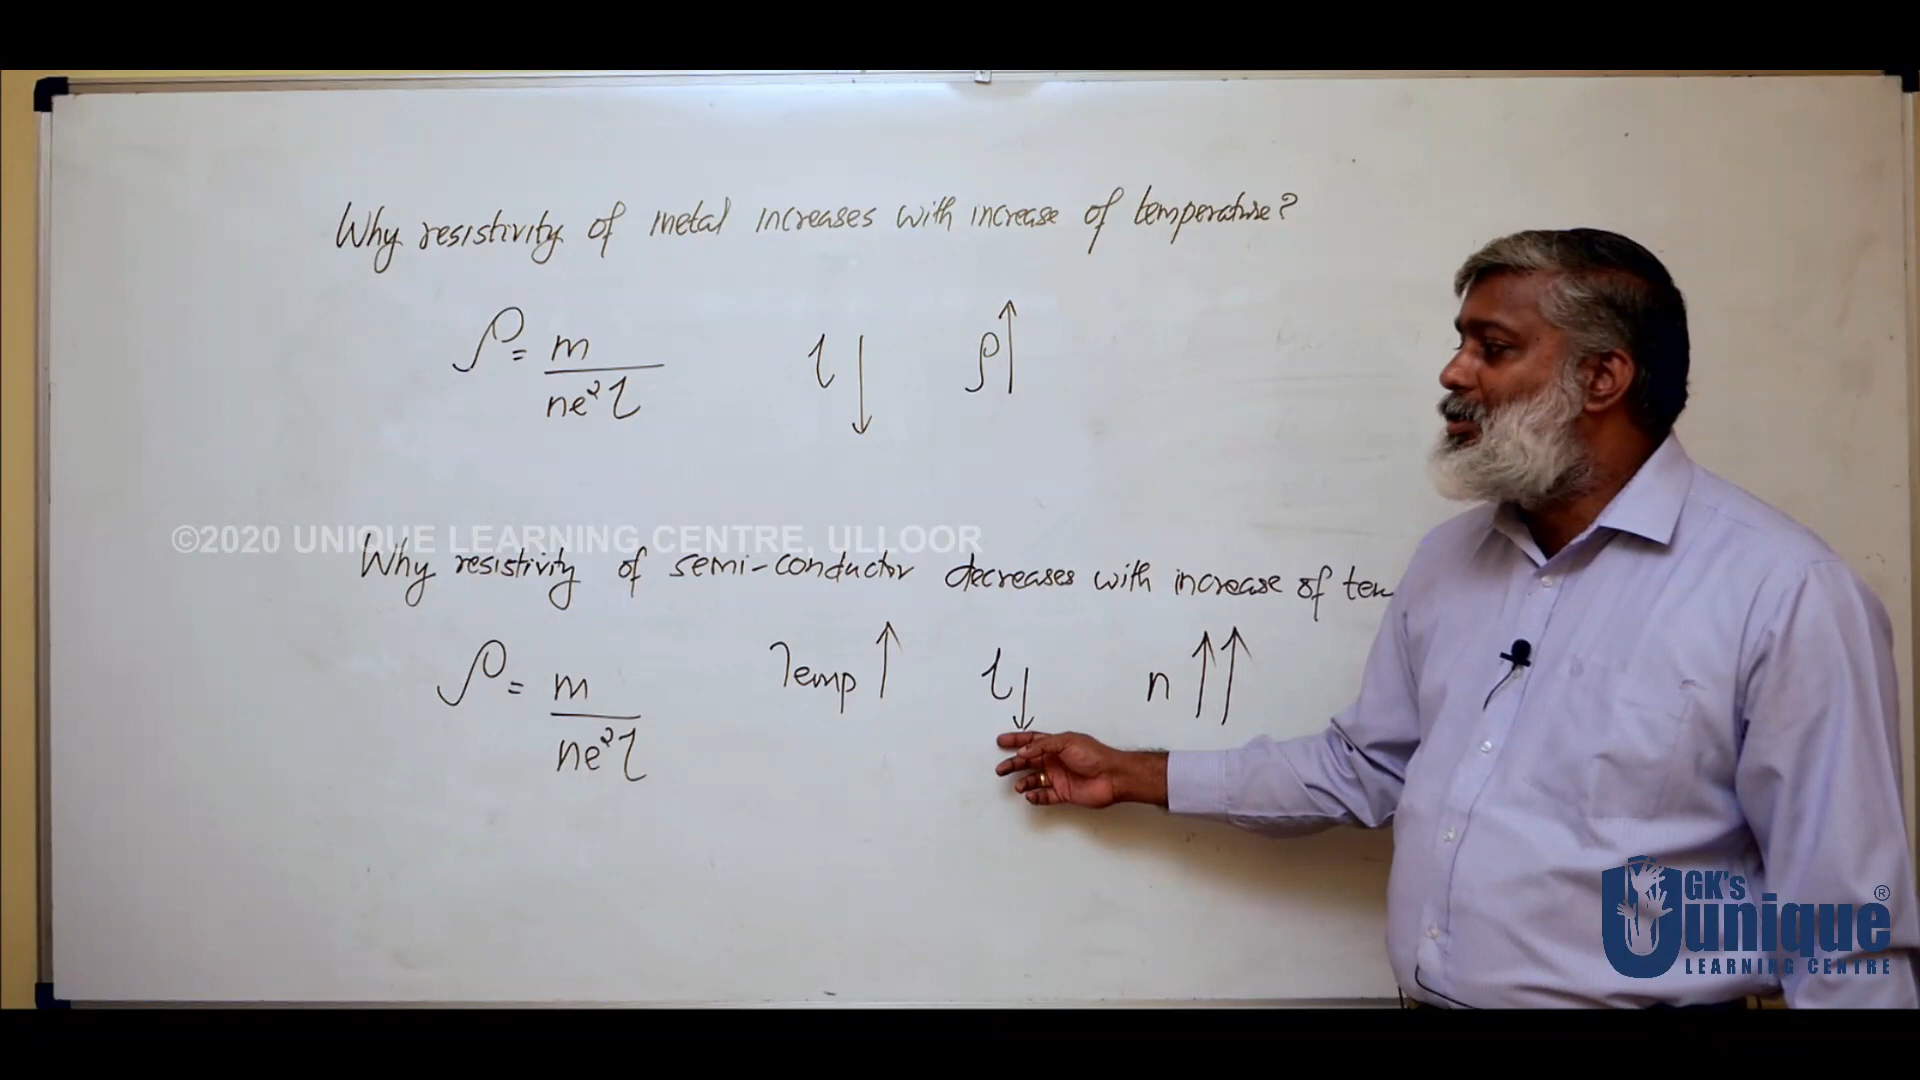 Why resistivity of metal increases with increase of temperature?
ρ = m / ne²τ   τ ↓   ρ ↑
©2020 UNIQUE LEARNING CENTRE, ULLOOR
Why resistivity of semi-conductor decreases with increase of tem
ρ = m / ne²τ   Temp ↑   τ ↓   n ↑↑
GK's
unique®
LEARNING CENTRE